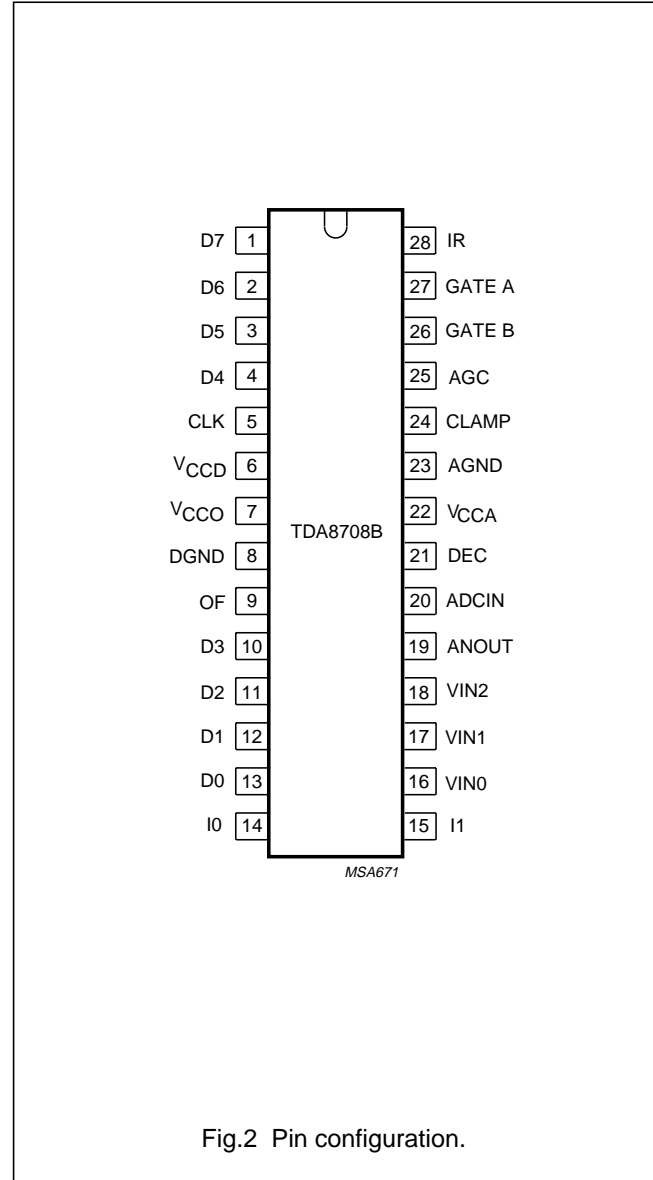 D7 1 28 IR
D6 2 27 GATE A
D5 3 26 GATE B
D4 4 25 AGC
CLK 5 24 CLAMP
VCCD 6 23 AGND
VCCO 7 22 VCCA
TDA8708B
DGND 8 21 DEC
OF 9 20 ADCIN
D3 10 19 ANOUT
D2 11 18 VIN2
D1 12 17 VIN1
D0 13 16 VIN0
I0 14 15 I1
MSA671
Fig.2 Pin configuration.